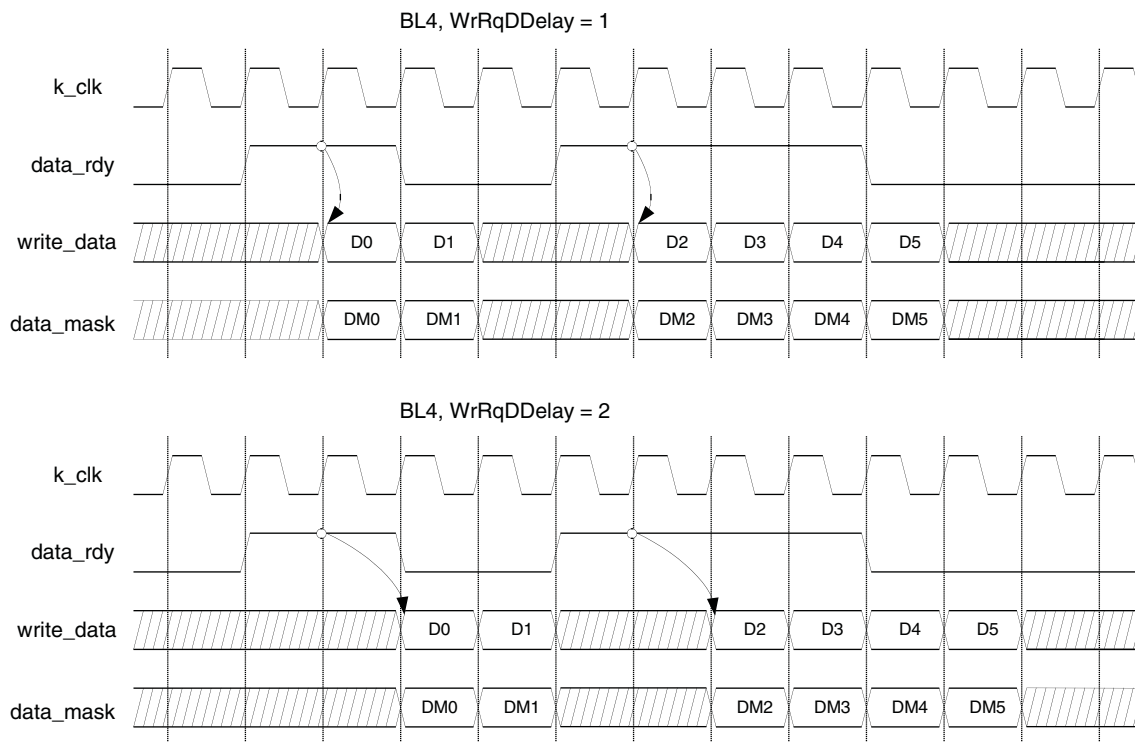 BL4, WrRqDDelay = 1
k_clk
data_rdy
write_data D0 D1 D2 D3 D4 D5
data_mask DM0 DM1 DM2 DM3 DM4 DM5
BL4, WrRqDDelay = 2
k_clk
data_rdy
write_data D0 D1 D2 D3 D4 D5
data_mask DM0 DM1 DM2 DM3 DM4 DM5